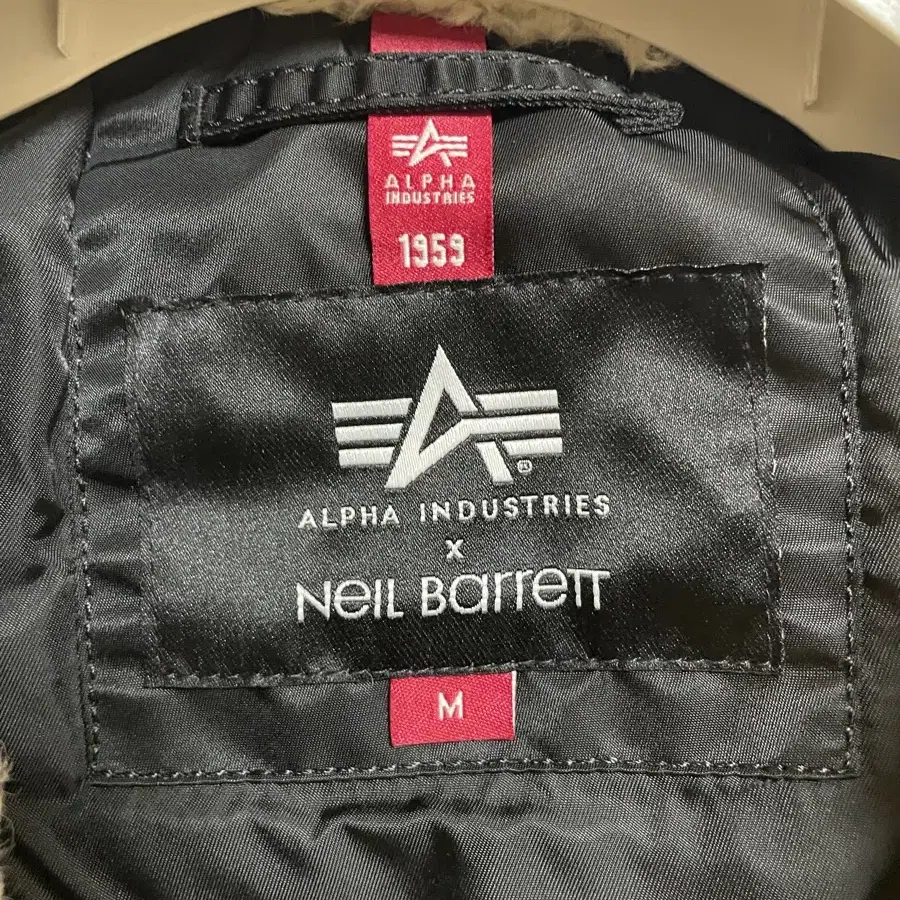 ALPHA
INDUSTRIES
1959
ALPHA INDUSTRIES
X
NeIL Barrett
M